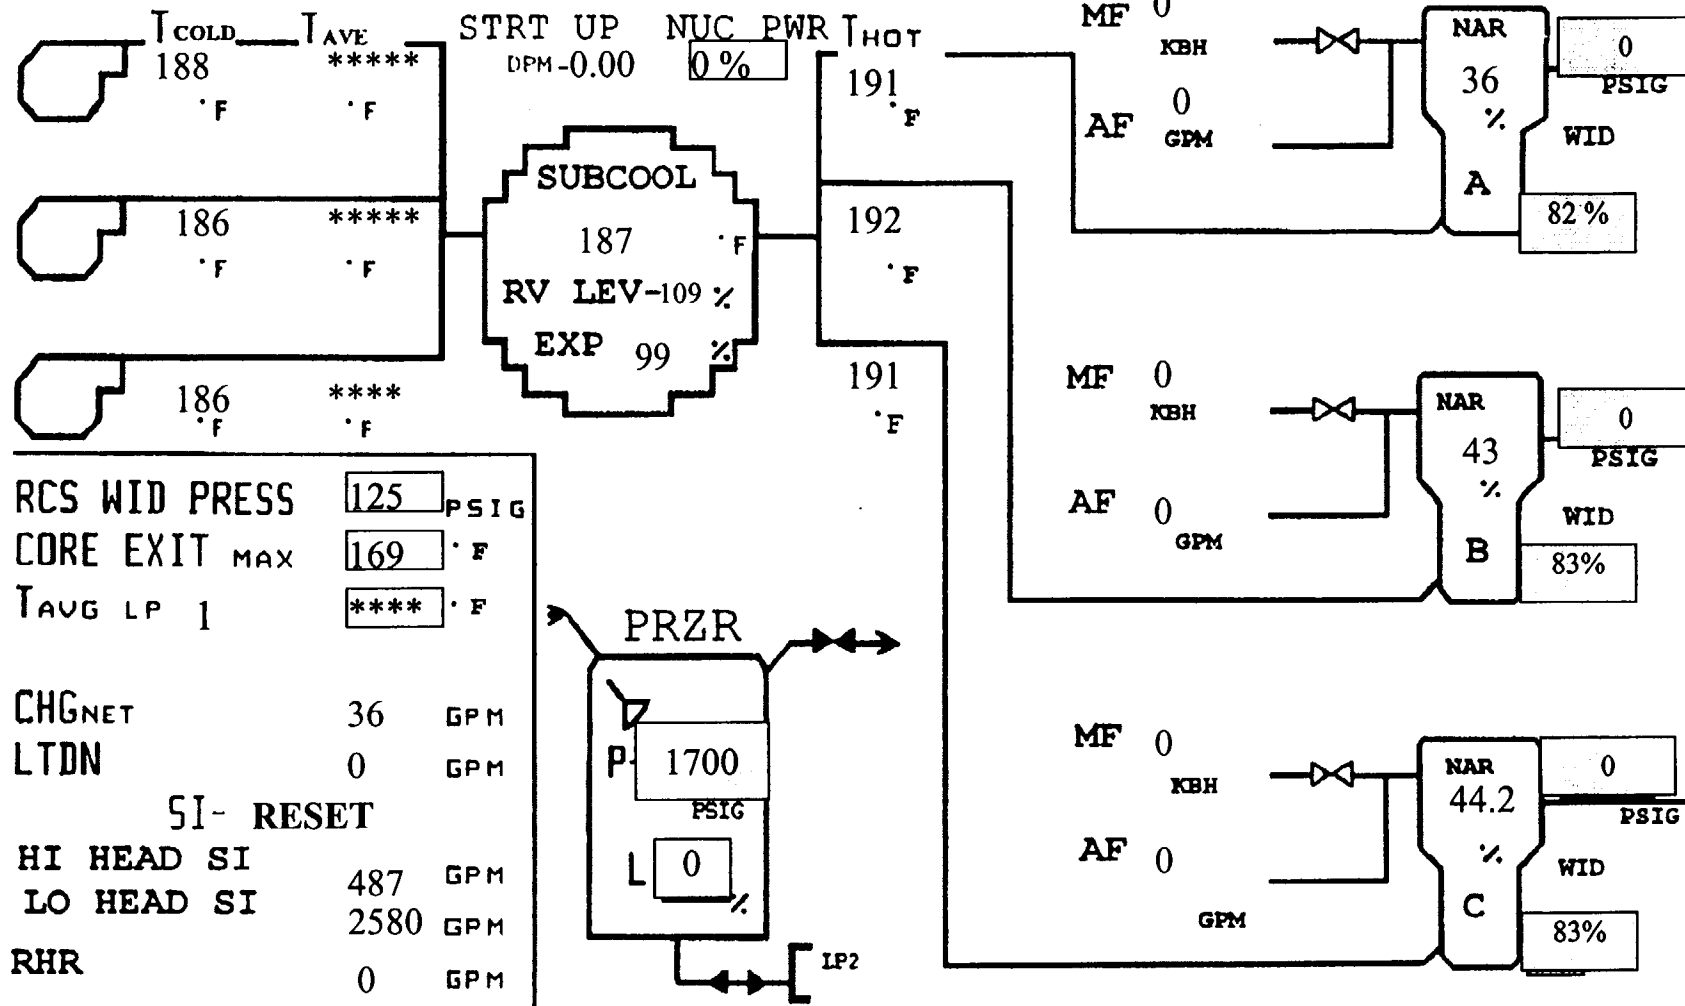 TCOLD TAVE STRT UP NUC PWR THOT
188 *****
°F °F
DPM -0.00 0 %
191
°F
186 *****
°F °F
192
°F
186 ****
°F °F
191
°F
SUBCOOL
187 °F
RV LEV-109 %
EXP 99 %
MF 0
KBH
AF 0
GPM
NAR
36
%
A
0
PSIG
WID
82 %
MF 0
KBH
AF 0
GPM
NAR
43
%
B
0
PSIG
WID
83%
MF 0
KBH
AF 0
GPM
NAR
44.2
%
C
0
PSIG
WID
83%
RCS WID PRESS 125 PSIG
CORE EXIT MAX 169 °F
TAVG LP 1 **** °F
CHGNET 36 GPM
LTDN 0 GPM
SI- RESET
HI HEAD SI 487 GPM
LO HEAD SI 2580 GPM
RHR 0 GPM
PRZR
P 1700
PSIG
L 0
%
LP2